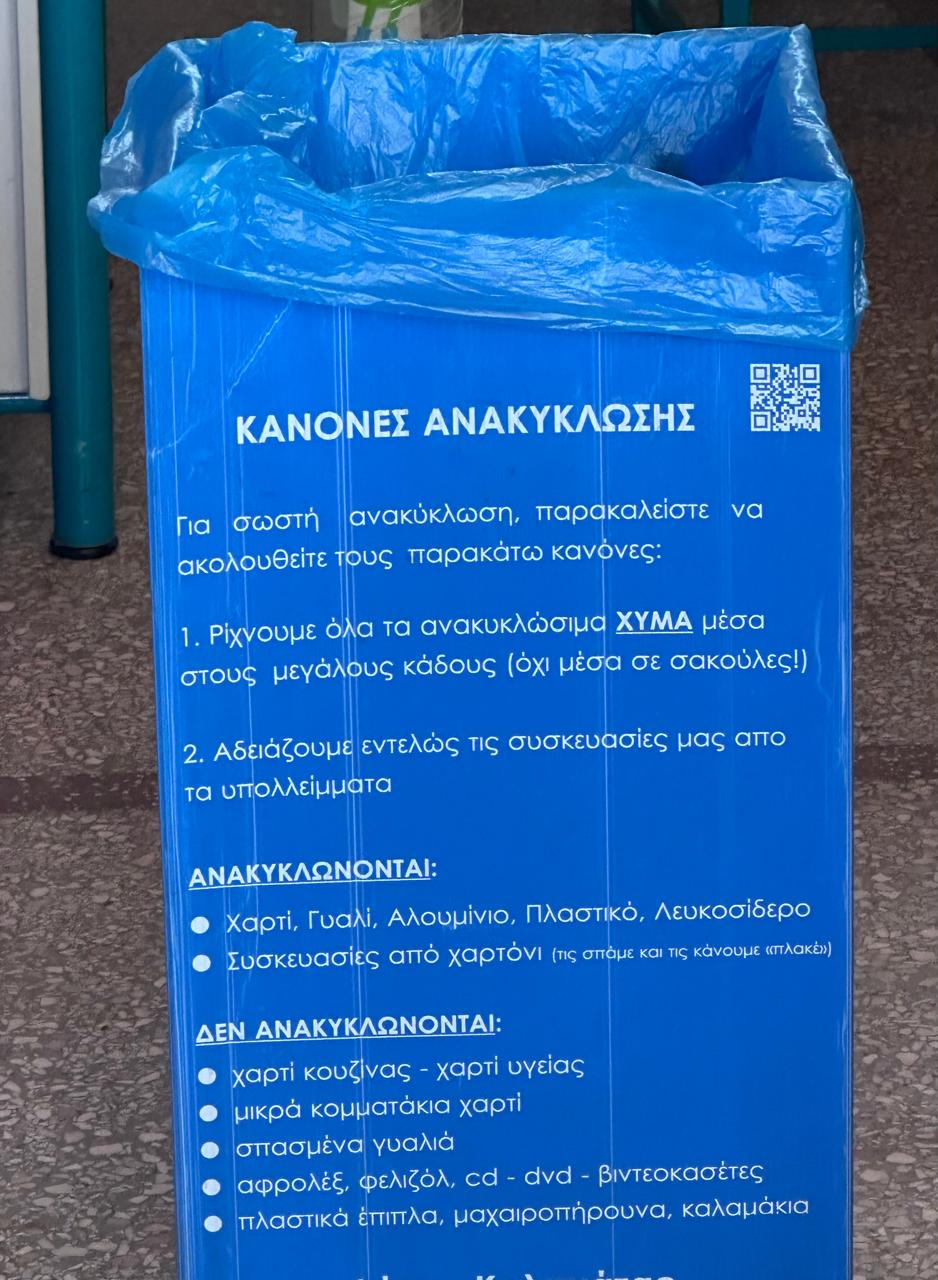 ΚΑΝΟΝΕΣ ΑΝΑΚΥΚΛΩΣΗΣ
Για σωστή ανακύκλωση, παρακαλείστε να
ακολουθείτε τους παρακάτω κανόνες:
1. Ρίχνουμε όλα τα ανακυκλώσιμα ΧΥΜΑ μέσα
στους μεγάλους κάδους (όχι μέσα σε σακούλες!)
2. Αδειάζουμε εντελώς τις συσκευασίες μας απο
τα υπολλείμματα
ΑΝΑΚΥΚΛΩΝΟΝΤΑΙ:
● Χαρτί, Γυαλί, Αλουμίνιο, Πλαστικό, Λευκοσίδερο
● Συσκευασίες από χαρτόνι (τις σπάμε και τις κάνουμε «πλακέ»)
ΔΕΝ ΑΝΑΚΥΚΛΩΝΟΝΤΑΙ:
● χαρτί κουζίνας - χαρτί υγείας
● μικρά κομματάκια χαρτί
● σπασμένα γυαλιά
● αφρολέξ, φελιζόλ, cd - dvd - βιντεοκασέτες
● πλαστικά έπιπλα, μαχαιροπήρουνα, καλαμάκια